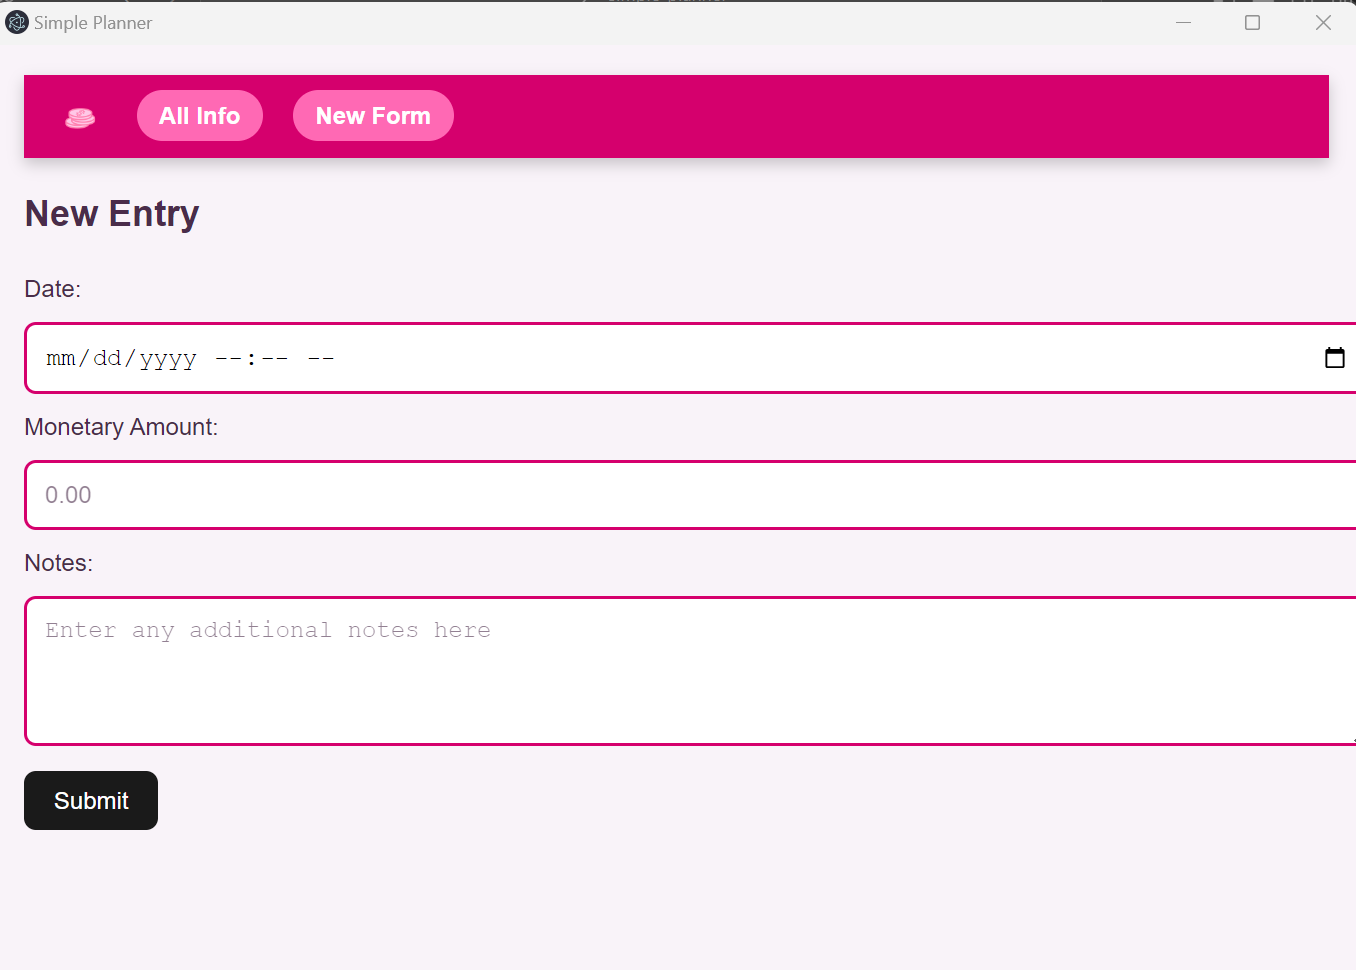 Simple Planner
All Info
New Form
New Entry
Date:
mm/dd/yyyy --:-- --
Monetary Amount:
0.00
Notes:
Enter any additional notes here
Submit